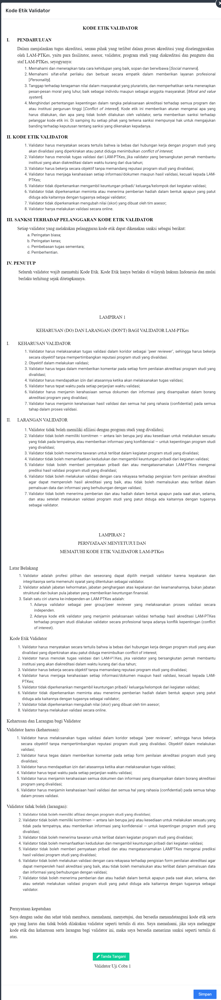 Kode Etik Validator
KODE ETIK VALIDATOR
I. PENDAHULUAN
Dalam menjalankan tugas akreditasi, semua pihak yang terlibat dalam proses akreditasi yang diselenggarakan
oleh LAM-PTKes, yaitu para fasilitator, asesor, validator, program studi yang diakreditasi dan pengurus dan
staf LAM-PTKes, seyogyanya:
1. Memahami dan menerapkan tata cara kehidupan yang baik, sopan dan berwibawa [Social manners].
2. Memahami sifat-sifat perilaku dan berbuat secara empatik dalam memberikan layanan profesional
[Personality].
3. Tanggap terhadap keragaman nilai dalam masyarakat yang pluraristis, dan memperhatikan serta menerapkan
pesan-pesan moral yang luhur, baik sebagai individu maupun sebagai anggota masyarakat. [Moral and value
system].
4. Menghindari pertentangan kepentingan dalam rangka pelaksanaan akreditasi terhadap semua program dan
atau institusi perguruan tinggi [Conflict of interest]. Kode etik ini memberikan aturan mengenai apa yang
harus dilakukan, dan apa yang tidak boleh dilakukan oleh validator, serta memberikan sanksi terhadap
pelanggar kode etik ini. Di samping itu setiap pihak yang terkena sanksi mempunyai hak untuk mengajukan
banding terhadap keputusan tentang sanksi yang dikenakan kepadanya.
II. KODE ETIK VALIDATOR
1. Validator harus menyatakan secara tertulis bahwa ia bebas dari hubungan kerja dengan program studi yang
akan divalidasi yang diperkirakan atau patut diduga menimbulkan conflict of interest;
2. Validator harus menolak tugas validasi dari LAM-PTKes, jika validator yang bersangkutan pernah membantu
institusi yang akan diakreditasi dalam waktu kurang dari dua tahun;
3. Validator harus bekerja secara objektif tanpa memandang reputasi program studi yang divalidasi;
4. Validator harus menjaga kerahasiaan setiap informasi/dokumen maupun hasil validasi, kecuali kepada LAM-
PTKes;
5. Validator tidak diperkenankan mengambil keuntungan pribadi/ keluarga/kelompok dari kegiatan validasi;
6. Validator tidak diperkenankan meminta atau menerima pemberian hadiah dalam bentuk apapun yang patut
diduga ada kaitannya dengan tugasnya sebagai validator;
7. Validator tidak diperkenankan mengubah nilai (skor) yang dibuat oleh tim asesor;
8. Validator hanya melakukan validasi secara online.
III. SANKSI TERHADAP PELANGGARAN KODE ETIK VALIDATOR
Setiap validator yang melakukan pelanggaran kode etik dapat dikenakan sanksi sebagai berikut:
a. Peringatan biasa;
b. Peringatan keras;
c. Pembebasan tugas sementara;
d. Pemberhentian.
IV. PENUTUP
Seluruh validator wajib mematuhi Kode Etik. Kode Etik hanya berlaku di wilayah hukum Indonesia dan mulai
berlaku terhitung sejak ditetapkannya.
LAMPIRAN 1
KEHARUSAN (DO) DAN LARANGAN (DON'T) BAGI VALIDATOR LAM-PTKes
I. KEHARUSAN VALIDATOR
1. Validator harus melaksanakan tugas validasi dalam koridor sebagai "peer reviewer", sehingga harus bekerja
secara obyektif tanpa mempertimbangkan reputasi program studi yang divalidasi.
2. Obyektif dalam melakukan validasi;
3. Validator harus tegas dalam memberikan komentar pada setiap form penilaian akreditasi program studi yang
divalidasi;
4. Validator harus mendapatkan izin dari atasannya ketika akan melaksanakan tugas validasi;
5. Validator harus tepat waktu pada setiap perjanjian waktu validasi;
6. Validator harus menjamin kerahasiaan semua dokumen dan informasi yang disampaikan dalam borang
akreditasi program yang divalidasi;
7. Validator harus menjamin kerahasiaan hasil validasi dan semua hal yang rahasia (confidential) pada semua
tahap dalam proses validasi.
II. LARANGAN VALIDATOR
1. Validator tidak boleh memiliki afiliasi dengan program studi yang divalidasi;
2. Validator tidak boleh memiliki komitmen — antara lain berupa janji atau kesediaan untuk melakukan sesuatu
yang tidak pada tempatnya, atau memberikan informasi yang konfidensial — untuk kepentingan program studi
yang divalidasi;
3. Validator tidak boleh menerima tawaran untuk terlibat dalam kegiatan program studi yang divalidasi;
4. Validator tidak boleh memanfaatkan kedudukan dan mengambil keuntungan pribadi dari kegiatan validasi;
5. Validator tidak boleh memberi pernyataan pribadi dan atau mengatasnamakan LAM-PTKes mengenai
prediksi hasil validasi program studi yang divalidasi;
6. Validator tidak boleh melakukan validasi dengan cara rekayasa terhadap pengisian form penilaian akreditasi
agar dapat memperoleh hasil akreditasi yang baik, atau tidak boleh memalsukan atau terlibat dalam
pemalsuan data dan informasi yang berhubungan dengan validasi;
7. Validator tidak boleh menerima pemberian dan atau hadiah dalam bentuk apapun pada saat akan, selama,
dan atau setelah melakukan validasi program studi yang patut diduga ada kaitannya dengan tugasnya
sebagai validator.
LAMPIRAN 2
PERNYATAAN MENYETUJUI DAN
MEMATUHI KODE ETIK VALIDATOR LAM-PTKes
Latar Belakang
1. Validator adalah profesi pilihan dan seseorang dapat dipilih menjadi validator karena kepakaran dan
integritasnya serta memenuhi syarat yang ditentukan sebagai validator.
2. Validator adalah jabatan kehormatan, jabatan penghargaan atas kepakaran dan keamanahannya, bukan jabatan
struktural dan bukan pula jabatan yang memberikan keuntungan finansial.
3. Salah satu ciri utama ke-independen-an LAM-PTKes adalah:
1. Adanya validator sebagai peer group/peer reviewer yang melaksanakan proses validasi secara
independen.
2. Adanya kode etik validator yang menjamin pelaksanaan validasi terhadap hasil akreditasi LAM-PTKes
terhadap program studi dilakukan validator secara profesional tanpa adanya konflik kepentingan (conflict
of interest).
Kode Etik Validator
1. Validator harus menyatakan secara tertulis bahwa ia bebas dari hubungan kerja dengan program studi yang akan
divalidasi yang diperkirakan atau patut diduga menimbulkan conflict of interest;
2. Validator harus menolak tugas validasi dari LAM-PTKes, jika validator yang bersangkutan pernah membantu
institusi yang akan diakreditasi dalam waktu kurang dari dua tahun;
3. Validator harus bekerja secara objektif tanpa memandang reputasi program studi yang divalidasi;
4. Validator harus menjaga kerahasiaan setiap informasi/dokumen maupun hasil validasi, kecuali kepada LAM-
PTKes;
5. Validator tidak diperkenankan mengambil keuntungan pribadi/ keluarga/kelompok dari kegiatan validasi;
6. Validator tidak diperkenankan meminta atau menerima pemberian hadiah dalam bentuk apapun yang patut
diduga ada kaitannya dengan tugasnya sebagai validator;
7. Validator tidak diperkenankan mengubah nilai (skor) yang dibuat oleh tim asesor;
8. Validator hanya melakukan validasi secara online.
Keharusan dan Larangan bagi Validator
Validator harus (keharusan):
1. Validator harus melaksanakan tugas validasi dalam koridor sebagai "peer reviewer", sehingga harus bekerja
secara obyektif tanpa mempertimbangkan reputasi program studi yang divalidasi. Obyektif dalam melakukan
validasi;
2. Validator harus tegas dalam memberikan komentar pada setiap form penilaian akreditasi program studi yang
divalidasi;
3. Validator harus mendapatkan izin dari atasannya ketika akan melaksanakan tugas validasi;
4. Validator harus tepat waktu pada setiap perjanjian waktu validasi;
5. Validator harus menjamin kerahasiaan semua dokumen dan informasi yang disampaikan dalam borang akreditasi
program yang divalidasi;
6. Validator harus menjamin kerahasiaan hasil validasi dan semua hal yang rahasia (confidential) pada semua tahap
dalam proses validasi.
Validator tidak boleh (larangan):
1. Validator tidak boleh memiliki afiliasi dengan program studi yang divalidasi;
2. Validator tidak boleh memiliki komitmen — antara lain berupa janji atau kesediaan untuk melakukan sesuatu yang
tidak pada tempatnya, atau memberikan informasi yang konfidensial — untuk kepentingan program studi yang
divalidasi;
3. Validator tidak boleh menerima tawaran untuk terlibat dalam kegiatan program studi yang divalidasi;
4. Validator tidak boleh memanfaatkan kedudukan dan mengambil keuntungan pribadi dari kegiatan validasi;
5. Validator tidak boleh memberi pernyataan pribadi dan atau mengatasnamakan LAMPTKes mengenai prediksi
hasil validasi program studi yang divalidasi;
6. Validator tidak boleh melakukan validasi dengan cara rekayasa terhadap pengisian form penilaian akreditasi agar
dapat memperoleh hasil akreditasi yang baik, atau tidak boleh memalsukan atau terlibat dalam pemalsuan data
dan informasi yang berhubungan dengan validasi;
7. Validator tidak boleh menerima pemberian dan atau hadiah dalam bentuk apapun pada saat akan, selama, dan
atau setelah melakukan validasi program studi yang patut diduga ada kaitannya dengan tugasnya sebagai
validator.
Pernyataan kepatuhan
Saya dengan sadar dan sehat telah membaca, memahami, menyetujui, dan bersedia menandatangani kode etik serta
apa yang harus dan tidak boleh dilakukan validator seperti tertulis di atas. Saya memahami, jika saya melanggar
kode etik dan keharusan serta larangan bagi validator ini, maka saya bersedia menerima sanksi seperti tertulis di
atas.
Tanda Tangani
Validator Uji Coba 1
Simpan